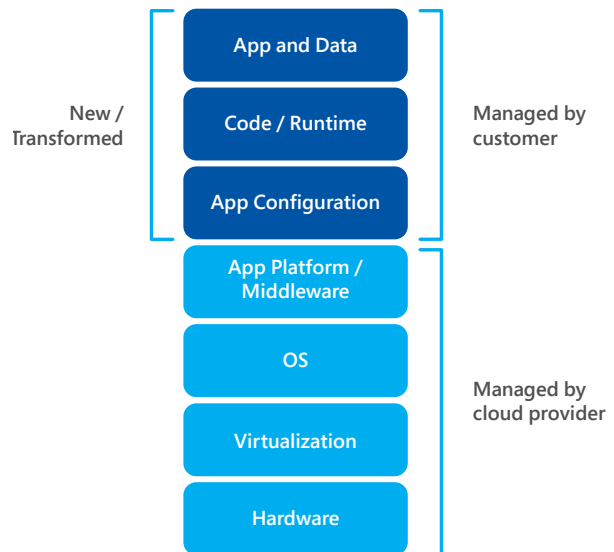 App and Data
New /
Transformed
Code / Runtime
Managed by
customer
App Configuration
App Platform /
Middleware
OS
Managed by
cloud provider
Virtualization
Hardware